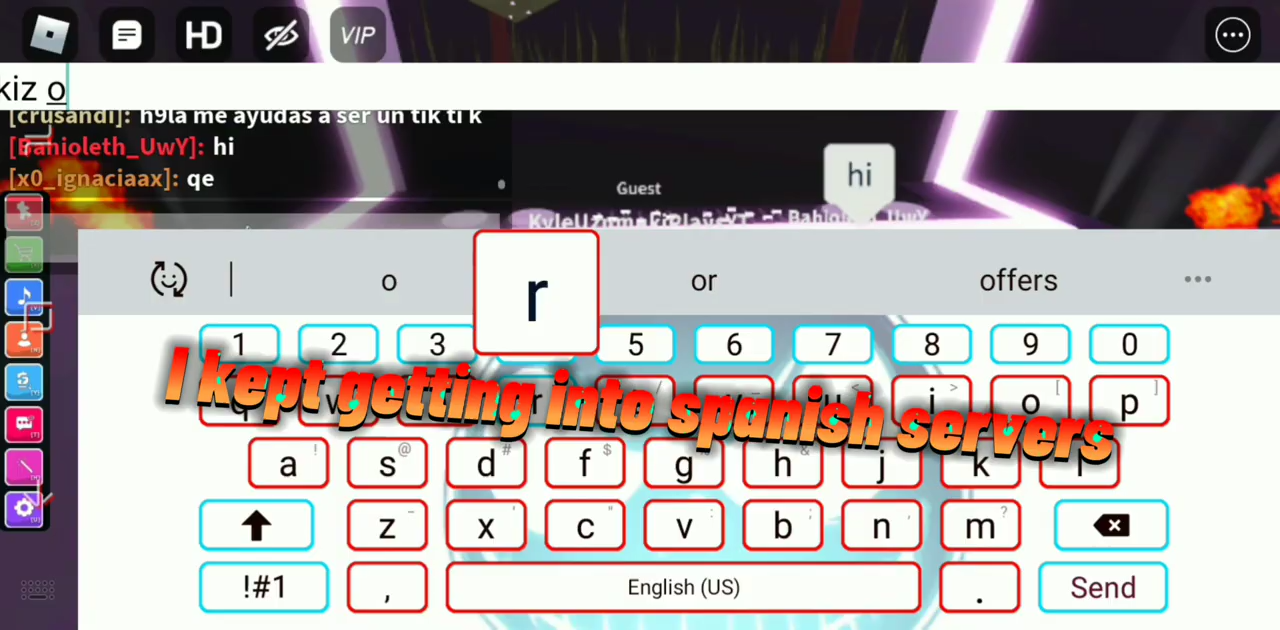 HD
VIP
kiz o
[crusandi]: h9la me ayudas a ser un tik ti k
[Bahioleth_UwY]: hi
[x0_ignaciaax]: qe
hi
Guest
Bahioleth_UwY
o
r
or
offers
1 2 3 5 6 7 8 9 0
I kept getting into spanish servers
q w r u i o p
a s d f g h j k l
z x c v b n m
!#1 , English (US) . Send